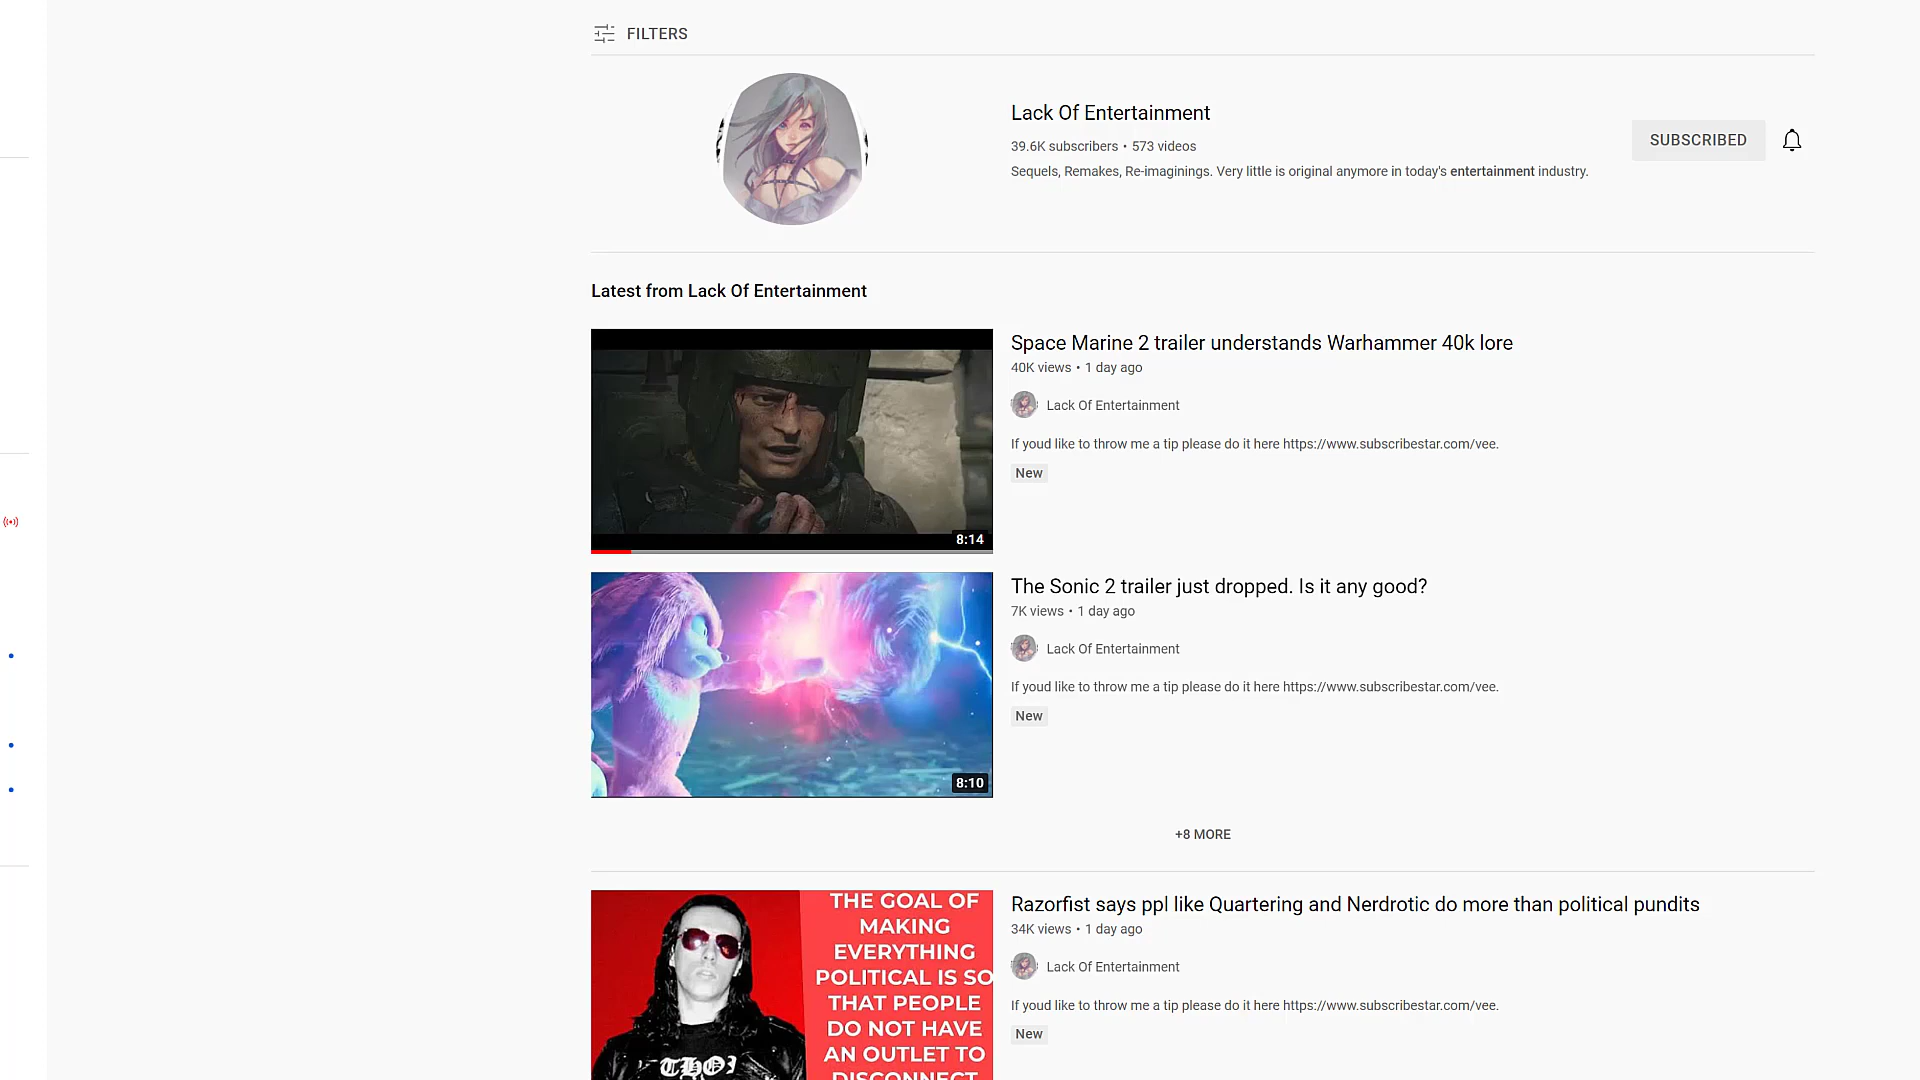 FILTERS
Lack Of Entertainment
39.6K subscribers • 573 videos
Sequels, Remakes, Re-imaginings. Very little is original anymore in today's entertainment industry.
SUBSCRIBED
Latest from Lack Of Entertainment
8:14
Space Marine 2 trailer understands Warhammer 40k lore
40K views • 1 day ago
Lack Of Entertainment
If youd like to throw me a tip please do it here https://www.subscribestar.com/vee.
New
8:10
The Sonic 2 trailer just dropped. Is it any good?
7K views • 1 day ago
Lack Of Entertainment
If youd like to throw me a tip please do it here https://www.subscribestar.com/vee.
New
+8 MORE
THE GOAL OF
MAKING
EVERYTHING
POLITICAL IS SO
THAT PEOPLE
DO NOT HAVE
AN OUTLET TO
DISCONNECT
Razorfist says ppl like Quartering and Nerdrotic do more than political pundits
34K views • 1 day ago
Lack Of Entertainment
If youd like to throw me a tip please do it here https://www.subscribestar.com/vee.
New